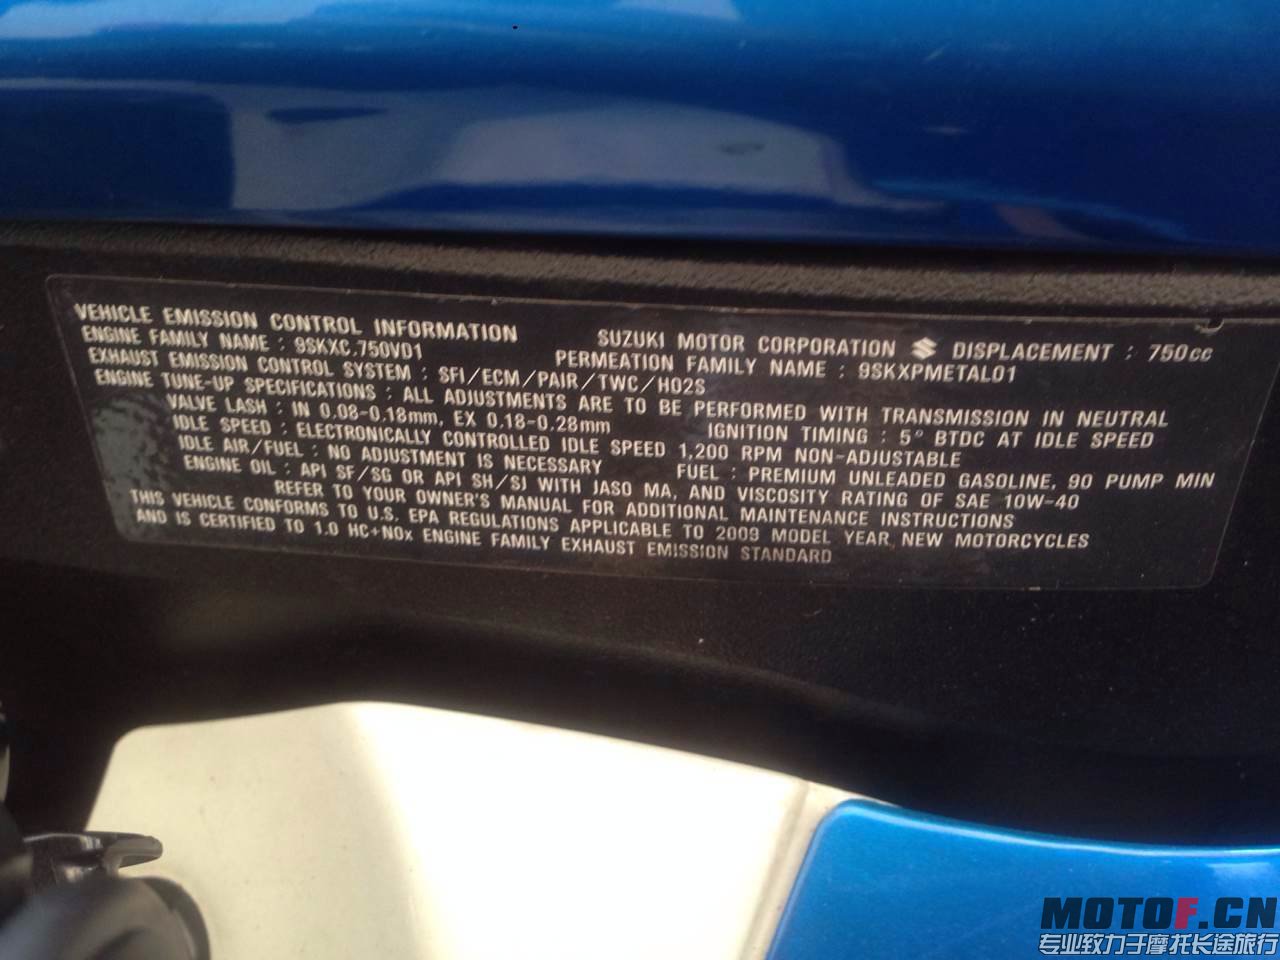 VEHICLE EMISSION CONTROL INFORMATION SUZUKI MOTOR CORPORATION DISPLACEMENT : 750cc
ENGINE FAMILY NAME : 9SKXC.750VD1 PERMEATION FAMILY NAME : 9SKXPMETAL01
EXHAUST EMISSION CONTROL SYSTEM : SFI/ECM/PAIR/TWC/HO2S
ENGINE TUNE-UP SPECIFICATIONS : ALL ADJUSTMENTS ARE TO BE PERFORMED WITH TRANSMISSION IN NEUTRAL
VALVE LASH : IN 0.08-0.18mm, EX 0.18-0.28mm IGNITION TIMING : 5° BTDC AT IDLE SPEED
IDLE SPEED : ELECTRONICALLY CONTROLLED IDLE SPEED 1,200 RPM NON-ADJUSTABLE
IDLE AIR/FUEL : NO ADJUSTMENT IS NECESSARY FUEL : PREMIUM UNLEADED GASOLINE, 90 PUMP MIN
ENGINE OIL : API SF/SG OR API SH/SJ WITH JASO MA, AND VISCOSITY RATING OF SAE 10W-40
REFER TO YOUR OWNER'S MANUAL FOR ADDITIONAL MAINTENANCE INSTRUCTIONS
THIS VEHICLE CONFORMS TO U.S. EPA REGULATIONS APPLICABLE TO 2009 MODEL YEAR NEW MOTORCYCLES
AND IS CERTIFIED TO 1.0 HC+NOx ENGINE FAMILY EXHAUST EMISSION STANDARD
MOTOF.CN
专业致力于摩托长途旅行